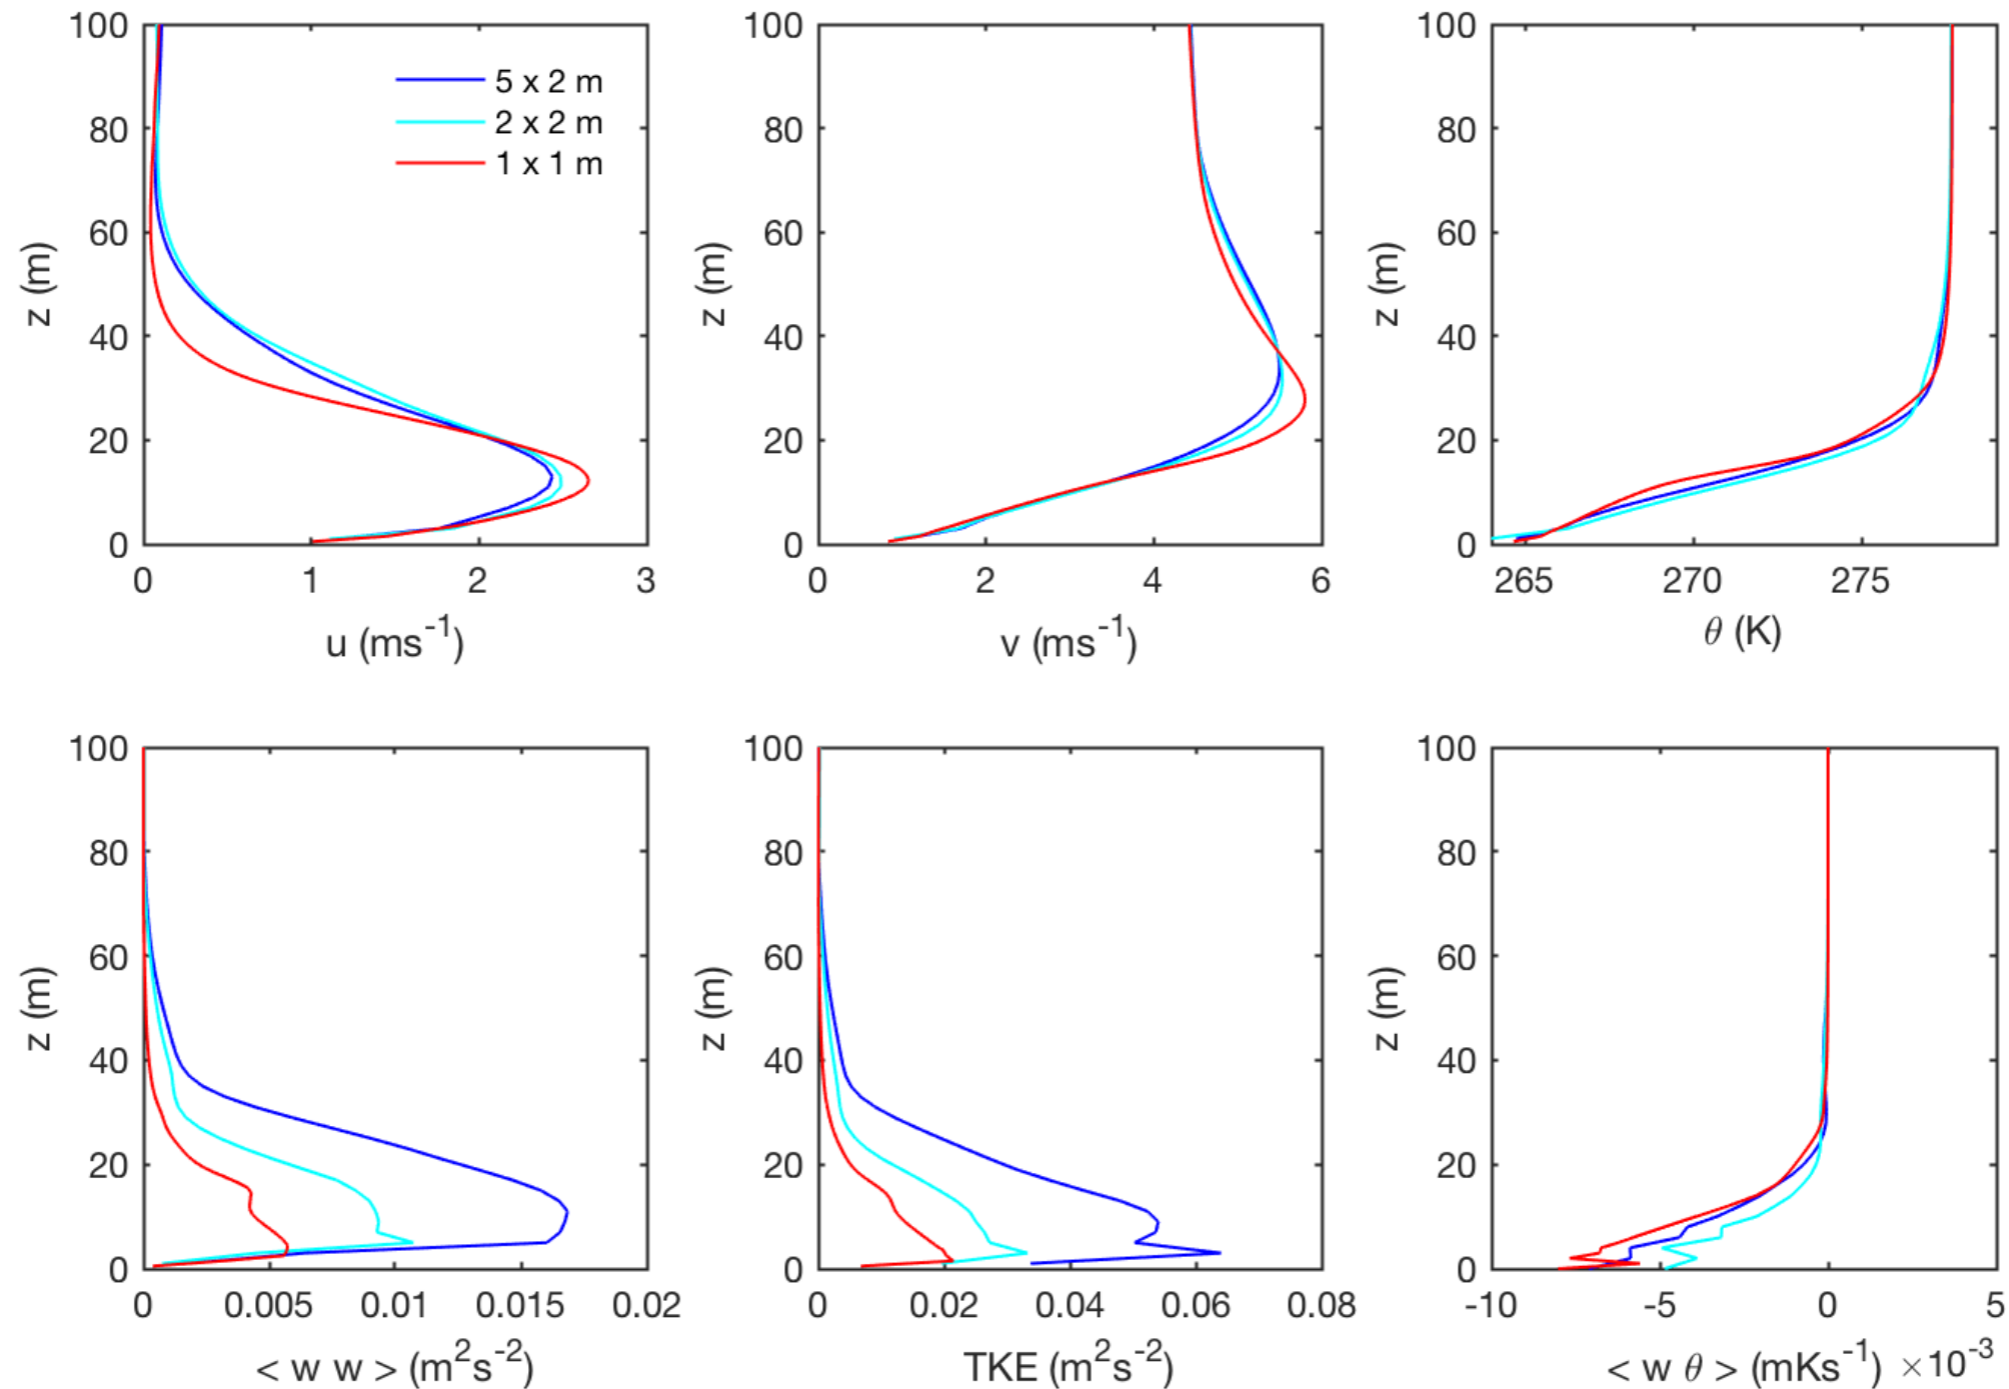 100
80
60
40
20
0
z (m)
0 1 2 3
u (ms⁻¹)
5 x 2 m
2 x 2 m
1 x 1 m
100
80
60
40
20
0
z (m)
0 2 4 6
v (ms⁻¹)
100
80
60
40
20
0
z (m)
265 270 275
θ (K)
100
80
60
40
20
0
z (m)
0 0.005 0.01 0.015 0.02
< w w > (m²s⁻²)
100
80
60
40
20
0
z (m)
0 0.02 0.04 0.06 0.08
TKE (m²s⁻²)
100
80
60
40
20
0
z (m)
-10 -5 0 5
< w θ > (mKs⁻¹) ×10⁻³